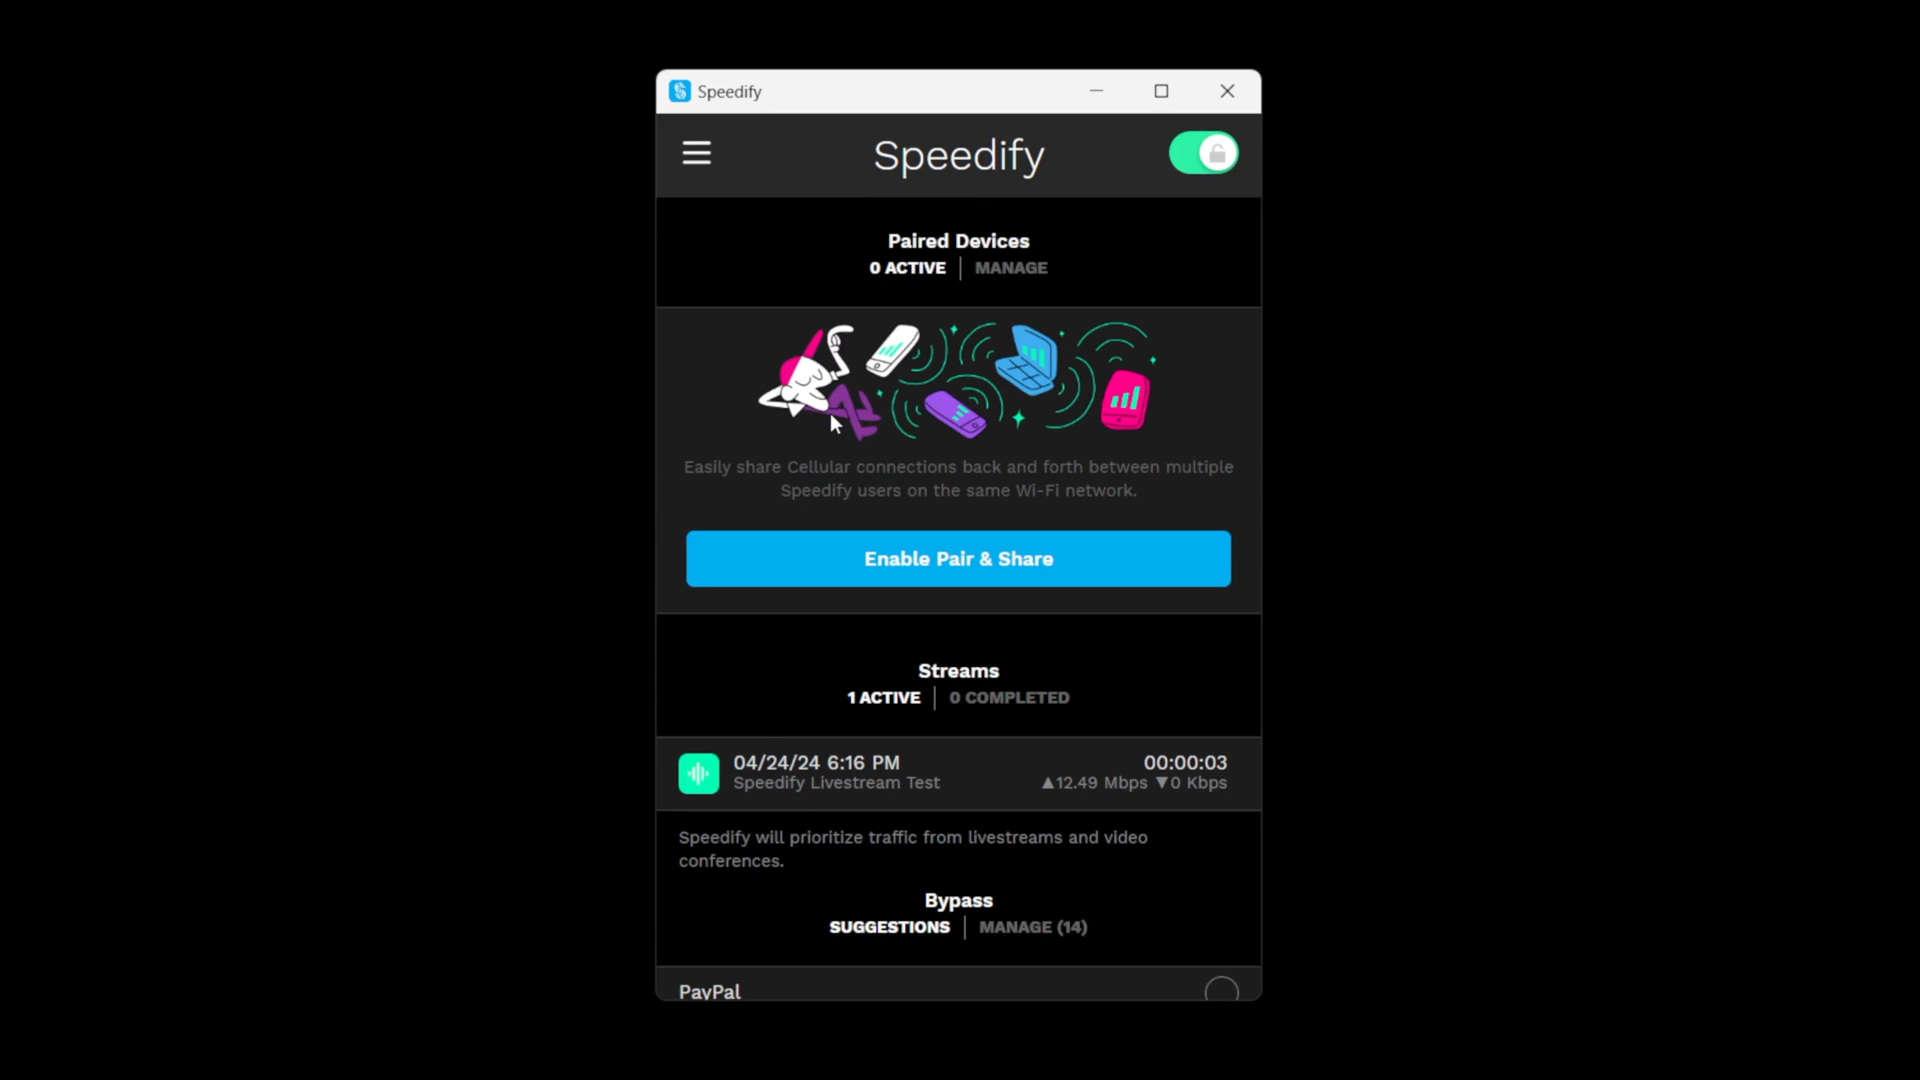 Speedify
Speedify
Paired Devices
0 ACTIVE | MANAGE
Easily share Cellular connections back and forth between multiple
Speedify users on the same Wi-Fi network.
Enable Pair & Share
Streams
1 ACTIVE | 0 COMPLETED
04/24/24 6:16 PM 00:00:03
Speedify Livestream Test ▲12.49 Mbps ▼0 Kbps
Speedify will prioritize traffic from livestreams and video
conferences.
Bypass
SUGGESTIONS | MANAGE (14)
PayPal